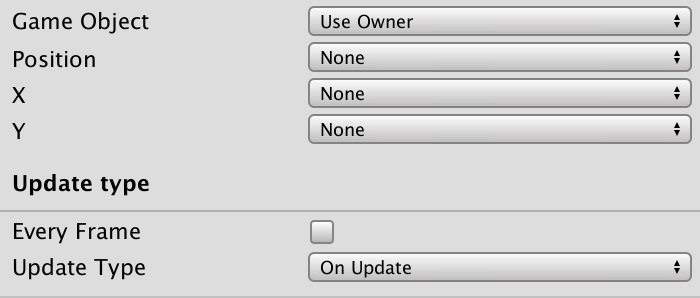 Game Object Use Owner
Position None
X None
Y None
Update type
Every Frame
Update Type On Update